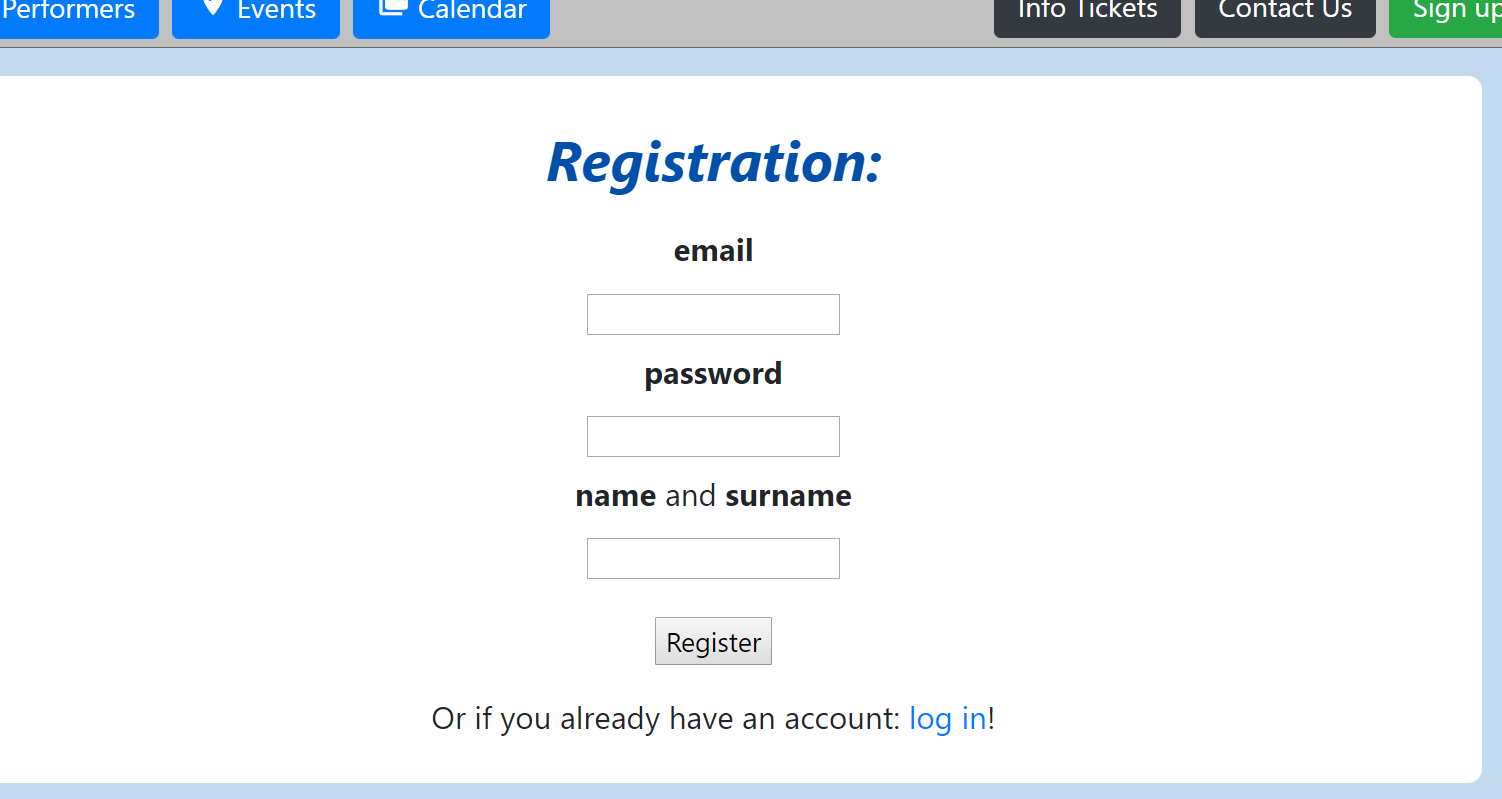 Performers Events Calendar Info Tickets Contact Us Sign up
Registration:
email
password
name and surname
Register
Or if you already have an account: log in!